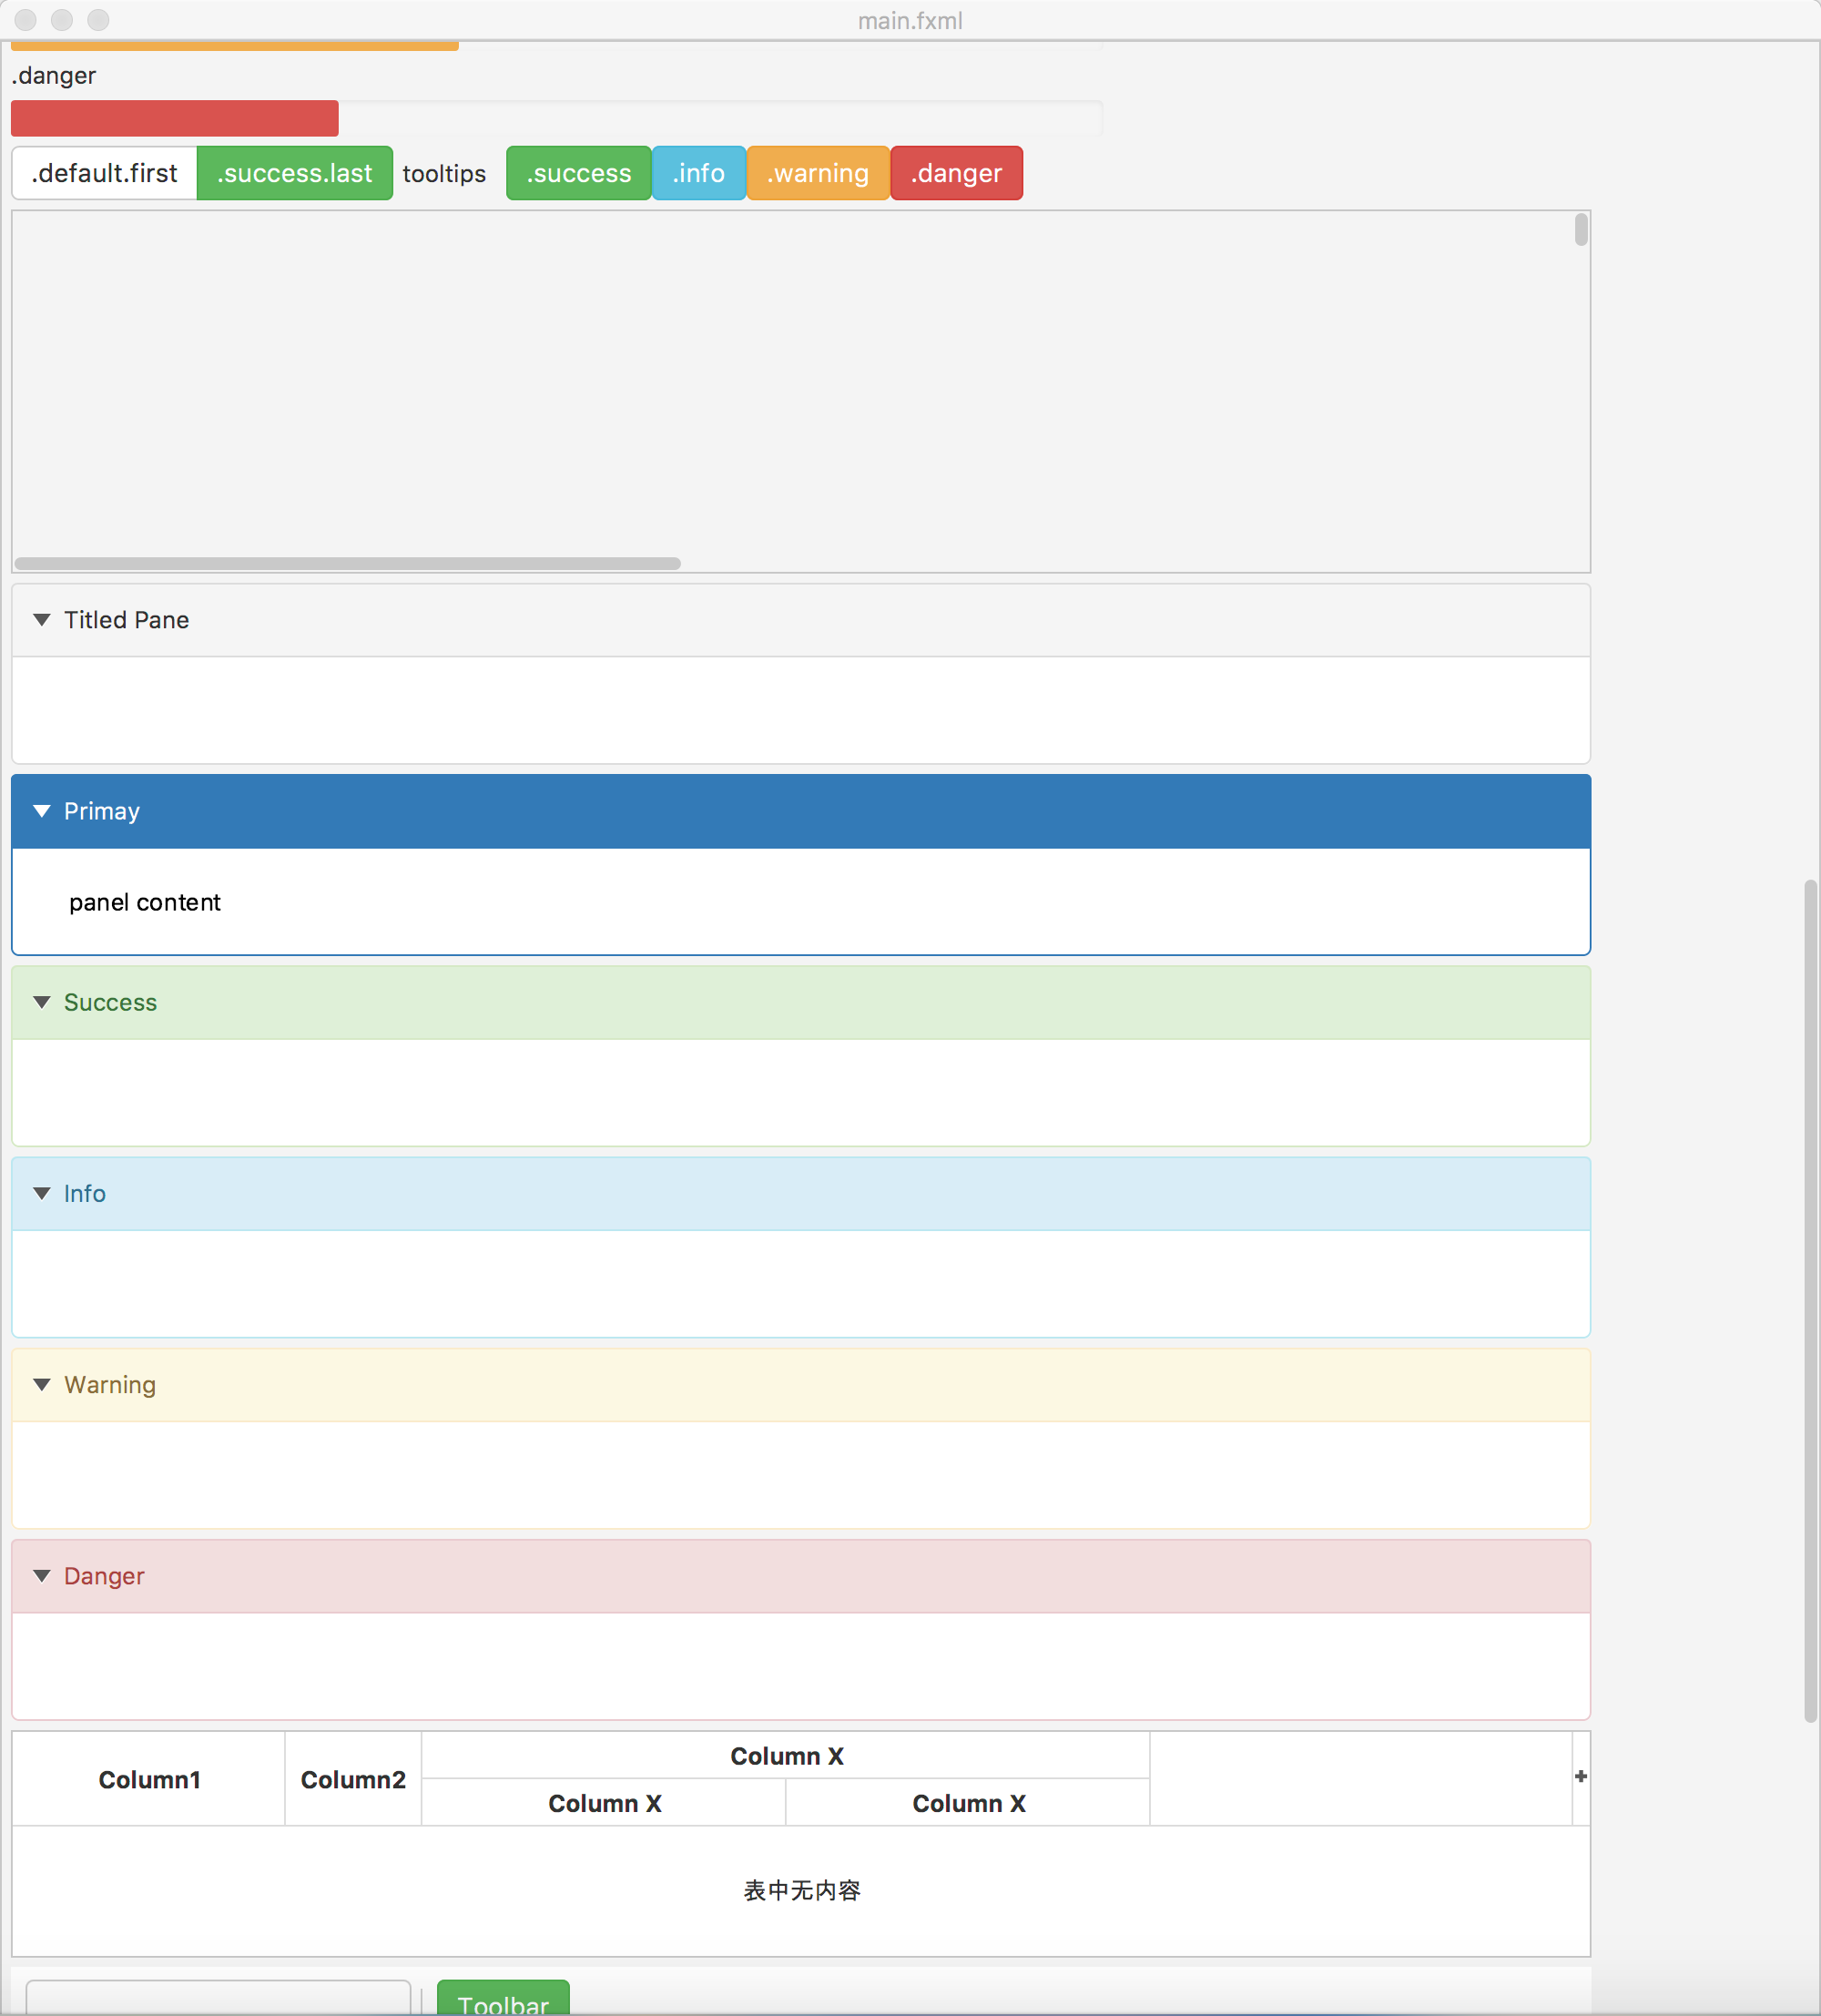 main.fxml
.danger
.default.first .success.last tooltips .success .info .warning .danger
Titled Pane
Primay
panel content
Success
Info
Warning
Danger
Column1 Column2 Column X
Column X Column X
表中无内容
Toolbar